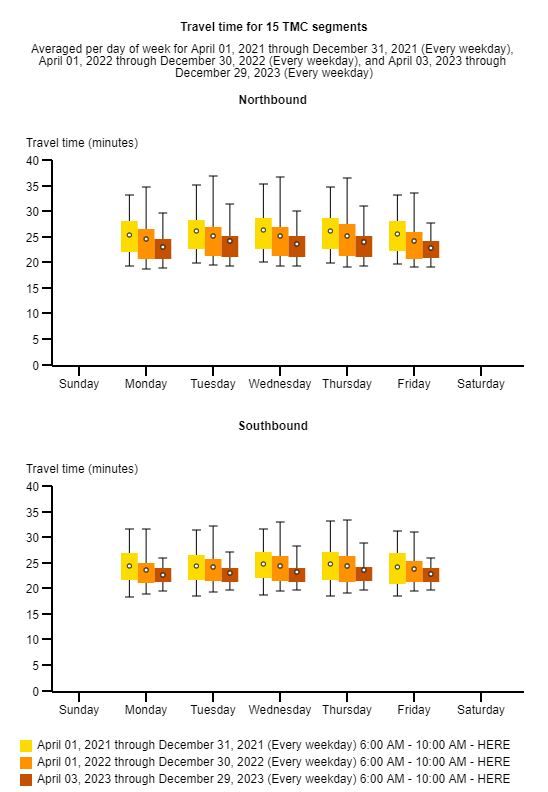 Travel time for 15 TMC segments
Averaged per day of week for April 01, 2021 through December 31, 2021 (Every weekday),
April 01, 2022 through December 30, 2022 (Every weekday), and April 03, 2023 through
December 29, 2023 (Every weekday)
Northbound
Travel time (minutes)
40
35
30
25
20
15
10
5
0
Sunday Monday Tuesday Wednesday Thursday Friday Saturday
Southbound
Travel time (minutes)
40
35
30
25
20
15
10
5
0
Sunday Monday Tuesday Wednesday Thursday Friday Saturday
April 01, 2021 through December 31, 2021 (Every weekday) 6:00 AM - 10:00 AM - HERE
April 01, 2022 through December 30, 2022 (Every weekday) 6:00 AM - 10:00 AM - HERE
April 03, 2023 through December 29, 2023 (Every weekday) 6:00 AM - 10:00 AM - HERE